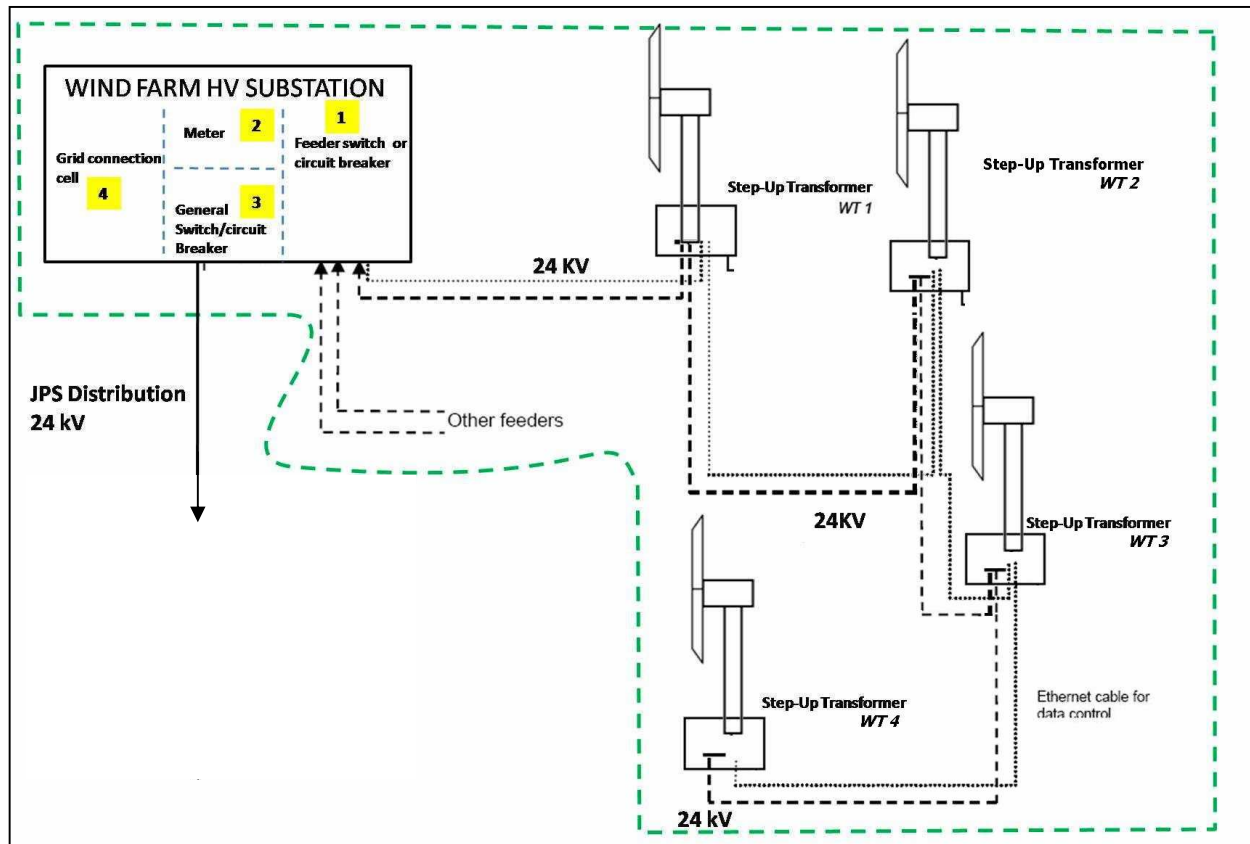 WIND FARM HV SUBSTATION
Meter
2
1
Feeder switch or
circuit breaker
Grid connection
cell
4
General
3
Switch/circuit
Breaker
24 KV
Step-Up Transformer
WT 1
Step-Up Transformer
WT 2
JPS Distribution
24 kV
Other feeders
24KV
Step-Up Transformer
WT 3
Step-Up Transformer
WT 4
Ethernet cable for
data control
24 kV